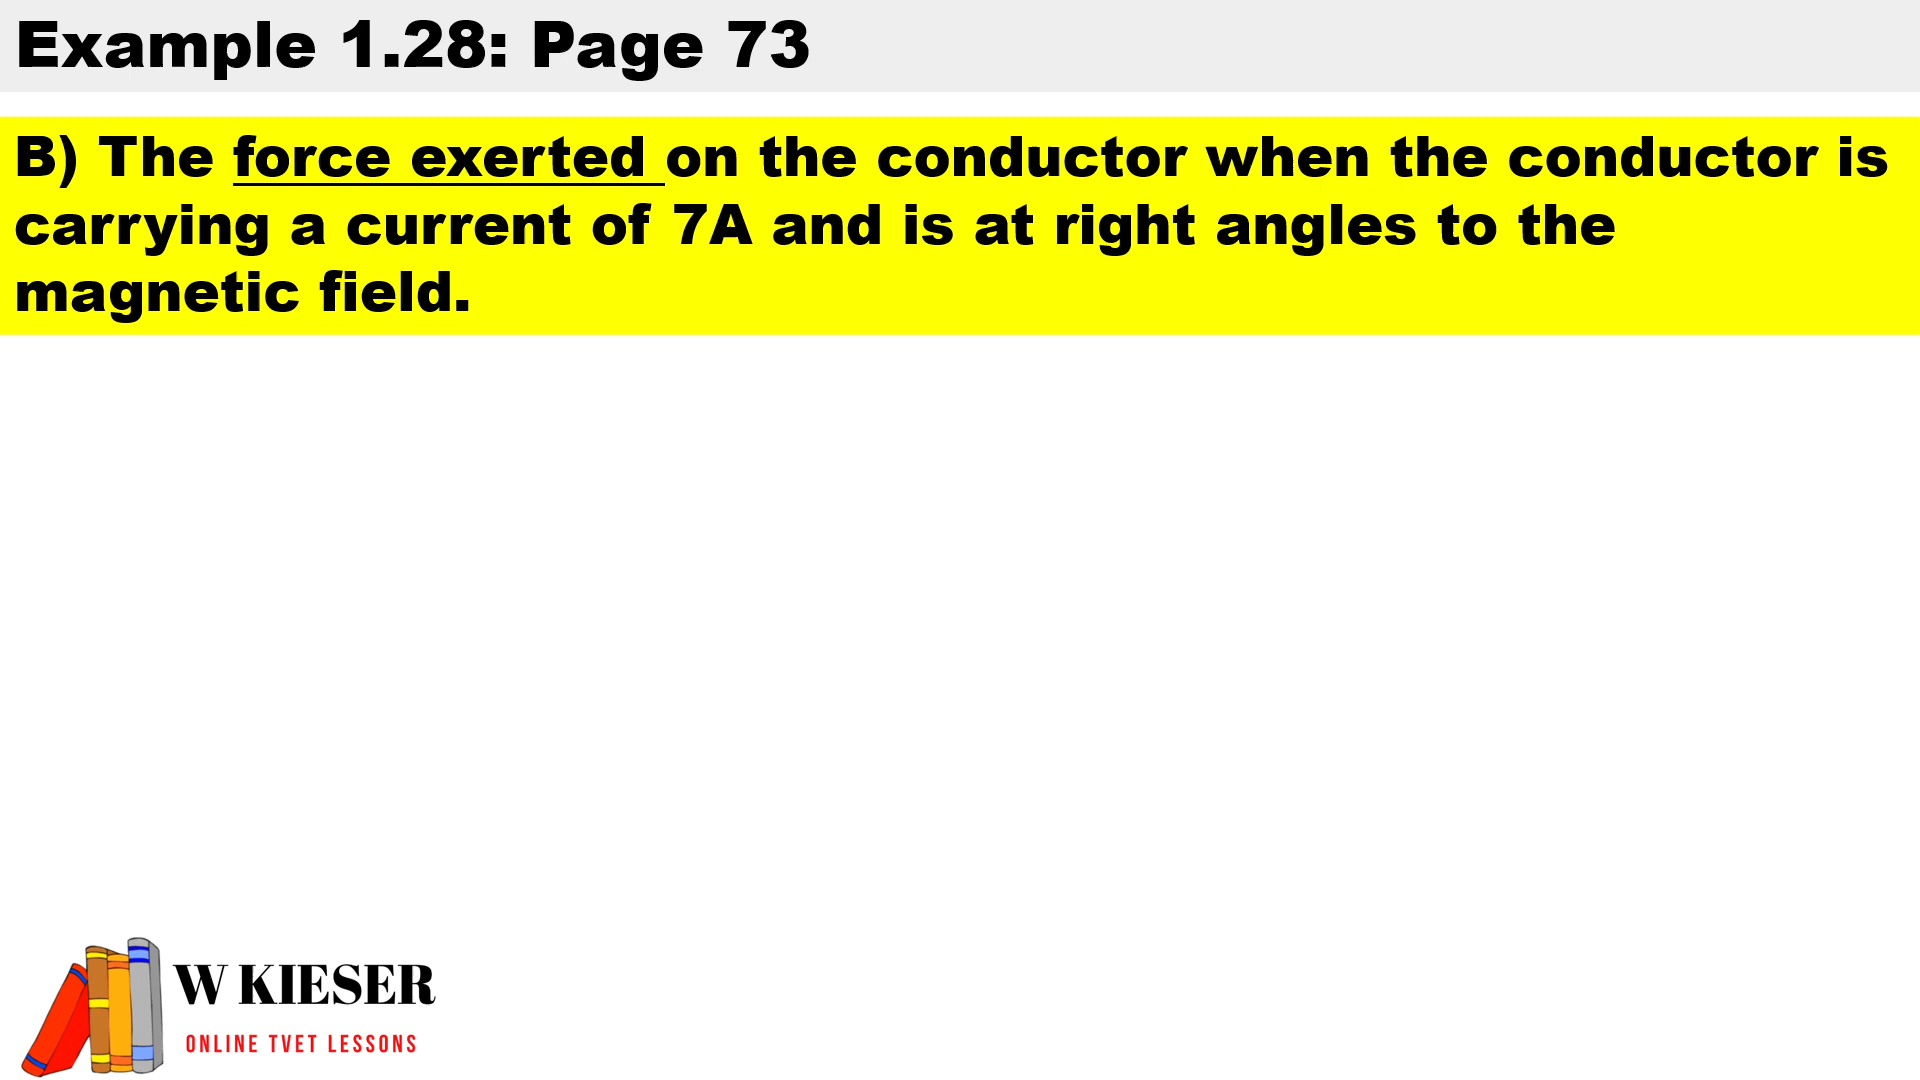 Example 1.28: Page 73
B) The force exerted on the conductor when the conductor is
carrying a current of 7A and is at right angles to the
magnetic field.
W KIESER
ONLINE TVET LESSONS